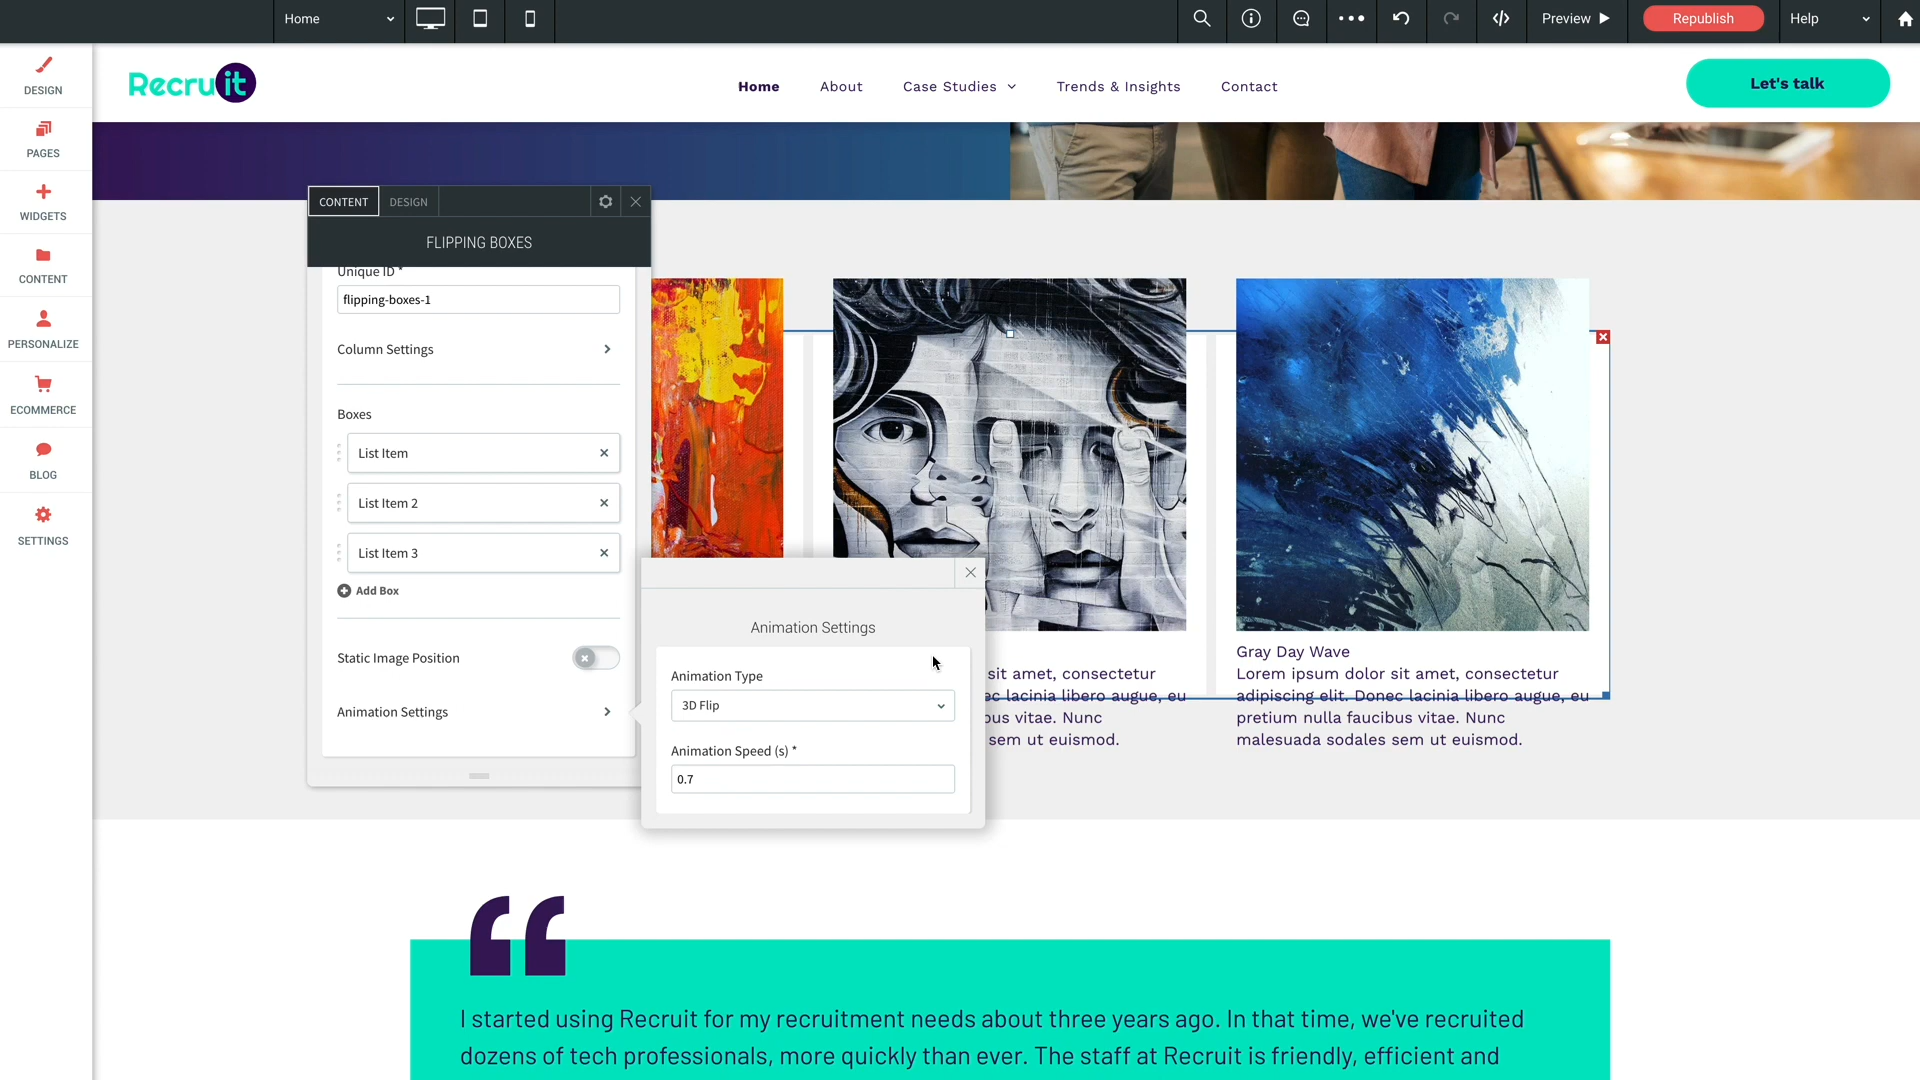 Home
Preview
Republish
Help
DESIGN
PAGES
WIDGETS
CONTENT
PERSONALIZE
ECOMMERCE
BLOG
SETTINGS
Recruit
Home
About
Case Studies
Trends & Insights
Contact
Let's talk
CONTENT
DESIGN
FLIPPING BOXES
Unique ID *
flipping-boxes-1
Column Settings
Boxes
List Item
List Item 2
List Item 3
Add Box
Static Image Position
Animation Settings
Animation Settings
Animation Type
3D Flip
Animation Speed (s) *
0.7
sit amet, consectetur
lacinia libero augue, eu
vitae. Nunc
sem ut euismod.
Gray Day Wave
Lorem ipsum dolor sit amet, consectetur
adipiscing elit. Donec lacinia libero augue, eu
pretium nulla faucibus vitae. Nunc
malesuada sodales sem ut euismod.
“
I started using Recruit for my recruitment needs about three years ago. In that time, we've recruited
dozens of tech professionals, more quickly than ever. The staff at Recruit is friendly, efficient and